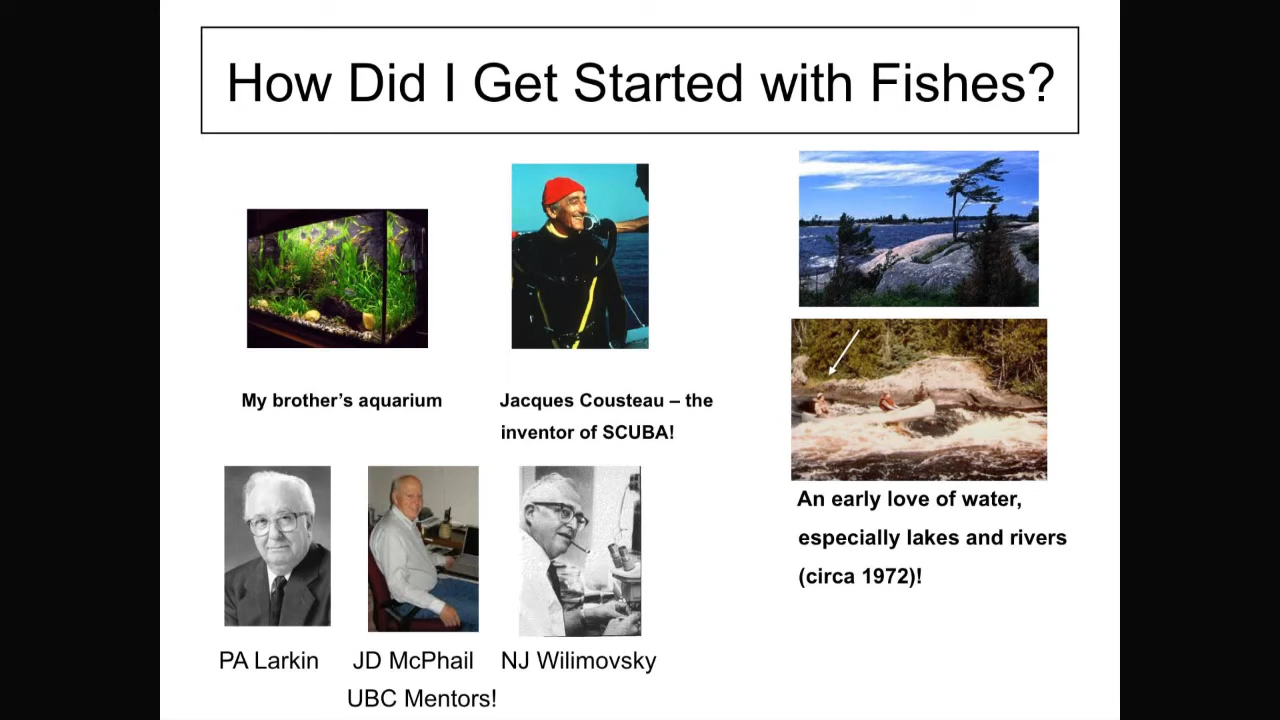 How Did I Get Started with Fishes?
My brother’s aquarium
Jacques Cousteau – the
inventor of SCUBA!
An early love of water,
especially lakes and rivers
(circa 1972)!
PA Larkin
JD McPhail
NJ Wilimovsky
UBC Mentors!